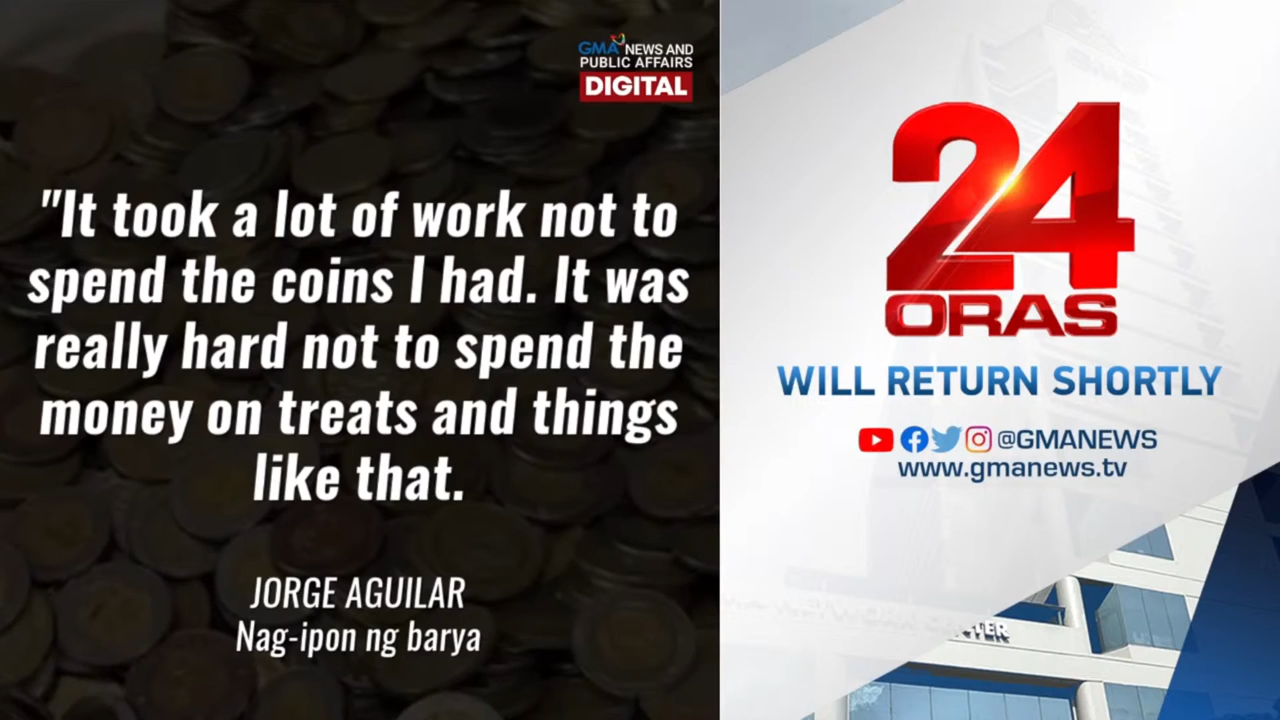 GMA NEWS AND
PUBLIC AFFAIRS
DIGITAL
"It took a lot of work not to
spend the coins I had. It was
really hard not to spend the
money on treats and things
like that.
JORGE AGUILAR
Nag-ipon ng barya
24
ORAS
WILL RETURN SHORTLY
@GMANEWS
www.gmanews.tv